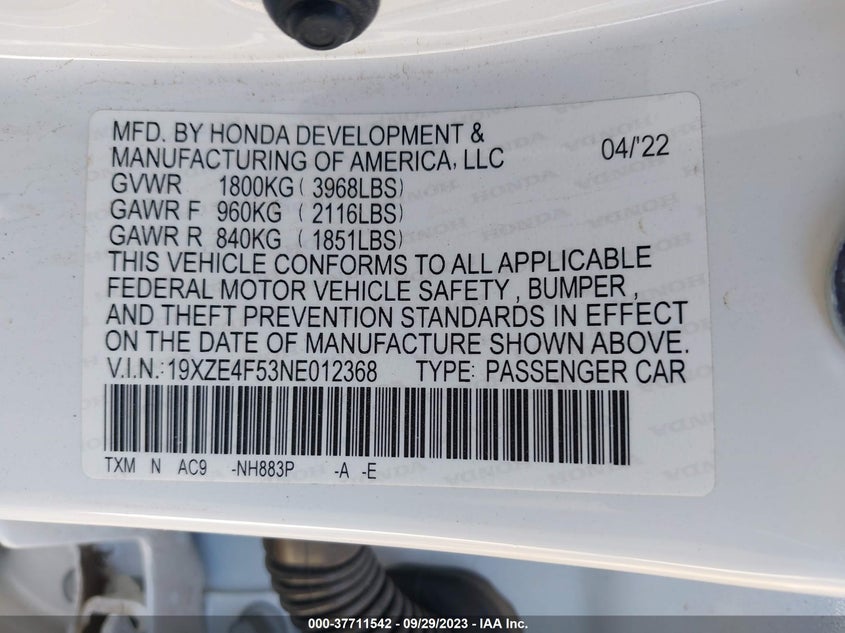 MFD. BY HONDA DEVELOPMENT &
MANUFACTURING OF AMERICA, LLC 04/'22
GVWR 1800KG ( 3968LBS)
GAWR F 960KG ( 2116LBS)
GAWR R 840KG ( 1851LBS)
THIS VEHICLE CONFORMS TO ALL APPLICABLE
FEDERAL MOTOR VEHICLE SAFETY , BUMPER ,
AND THEFT PREVENTION STANDARDS IN EFFECT
ON THE DATE OF MANUFACTURE SHOWN ABOVE.
V.I.N.: 19XZE4F53NE012368 TYPE: PASSENGER CAR
TXM N AC9 -NH883P -A -E
000-37711542 - 09/29/2023 - IAA Inc.